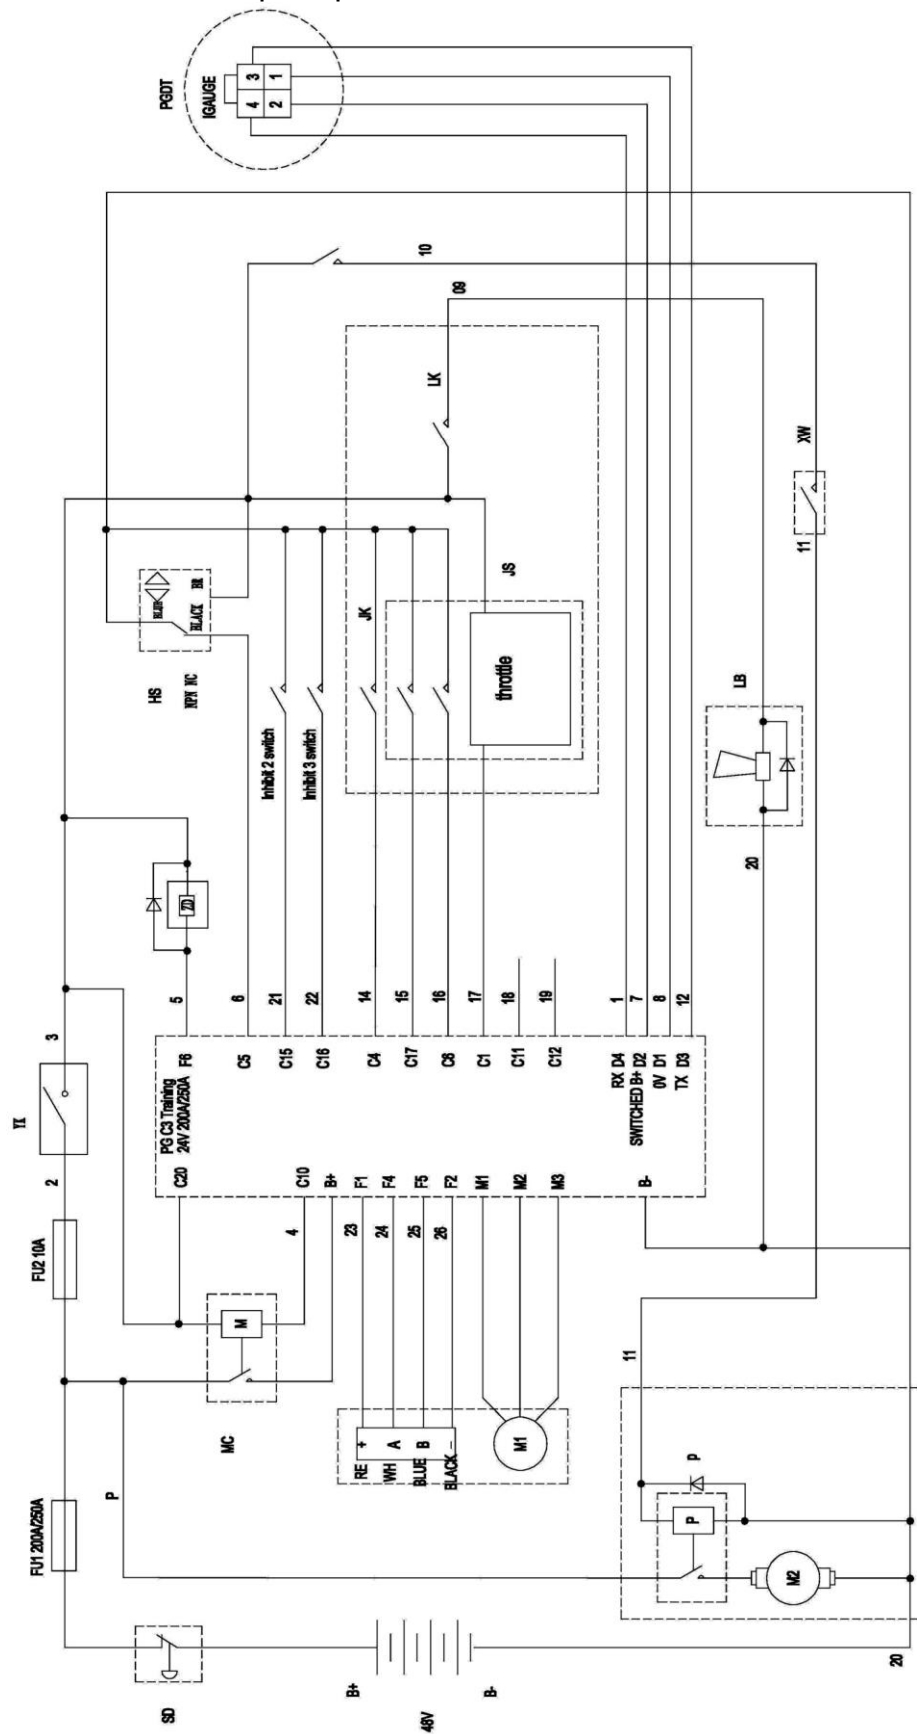 SD
48V
B+
B-
20
FU1 200A/250A
P
FU2 10A
2
YK
3
MC
M
4
23
24
25
26
RE
WH
BLUE
BLACK
+
A
B
–
M1
11
P
p
M2
PG C3 Training
24V 200A/250A
C20
C10
B+
F1
F4
F5
F2
M1
M2
M3
B-
F6
C5
C15
C16
C4
C17
C6
C1
C11
C12
RX D4
SWITCHED B+ D2
0V D1
TX D3
5
6
21
22
14
15
16
17
18
19
1
7
8
12
ZD
HS
NPN NC
BLUE
BLACK
BR
Inhibit 2 switch
Inhibit 3 switch
JK
JS
throttle
LK
09
10
20
LB
11
XW
PGDT
IGAUGE
4
3
2
1